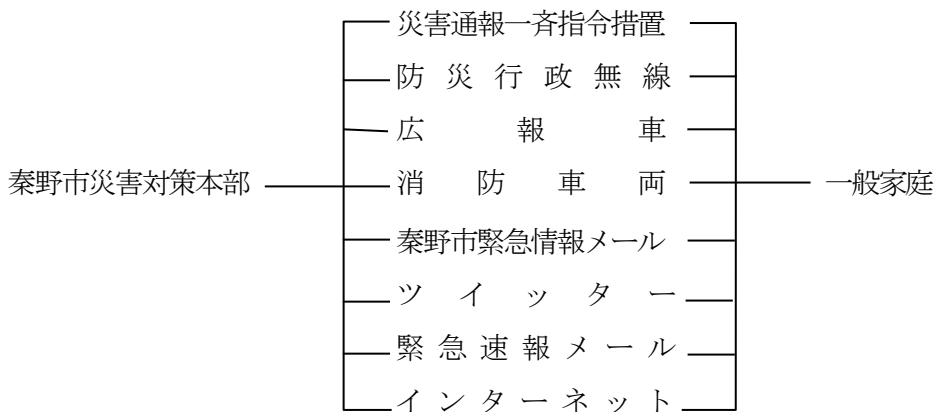 災害通報一斉指令措置
防災行政無線
広報車
秦野市災害対策本部 消防車両 一般家庭
秦野市緊急情報メール
ツイッター
緊急速報メール
インターネット